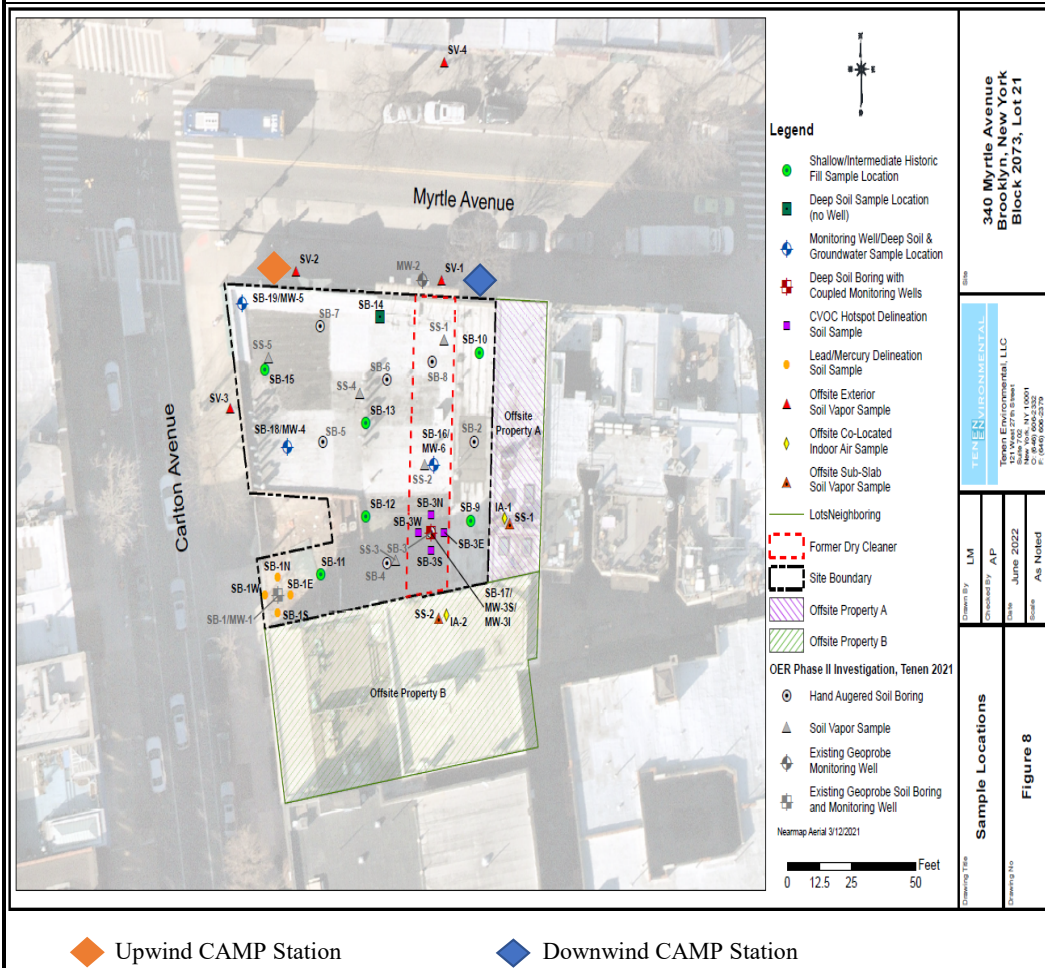 SV-4
Myrtle Avenue
SV-2
MW-2
SV-1
SB-19/MW-5
SB-7
SB-14
SS-1
SB-10
SS-5
SB-15
SB-6
SS-4
SB-8
SV-3
SB-13
Offsite
Property A
SB-18/MW-4
SB-5
SB-16/
MW-6
SB-2
SS-2
Carlton Avenue
SB-12
SB-3N
SB-9
IA-1
SS-1
SB-3W
SB-3E
SS-3
SB-3
SB-3S
SB-4
SB-11
SB-1N
SB-1W
SB-1E
SB-1S
SB-1/MW-1
SB-17/
MW-3S/
MW-3I
SS-2
IA-2
Offsite Property B
Legend
Shallow/Intermediate Historic
Fill Sample Location
Deep Soil Sample Location
(no Well)
Monitoring Well/Deep Soil &
Groundwater Sample Location
Deep Soil Boring with
Coupled Monitoring Wells
CVOC Hotspot Delineation
Soil Sample
Lead/Mercury Delineation
Soil Sample
Offsite Exterior
Soil Vapor Sample
Offsite Co-Located
Indoor Air Sample
Offsite Sub-Slab
Soil Vapor Sample
LotsNeighboring
Former Dry Cleaner
Site Boundary
Offsite Property A
Offsite Property B
OER Phase II Investigation, Tenen 2021
Hand Augered Soil Boring
Soil Vapor Sample
Existing Geoprobe
Monitoring Well
Existing Geoprobe Soil Boring
and Monitoring Well
Nearmap Aerial 3/12/2021
Feet
0 12.5 25 50
Site
340 Myrtle Avenue
Brooklyn, New York
Block 2073, Lot 21
TENEN
ENVIRONMENTAL
Tenen Environmental, LLC
121 West 27th Street
Suite 702
New York, NY 10001
O: (646) 606-2332
F: (646) 606-2379
Drawn By LM
Checked By AP
Date June 2022
Scale As Noted
Drawing Title
Sample Locations
Drawing No
Figure 8
Upwind CAMP Station
Downwind CAMP Station